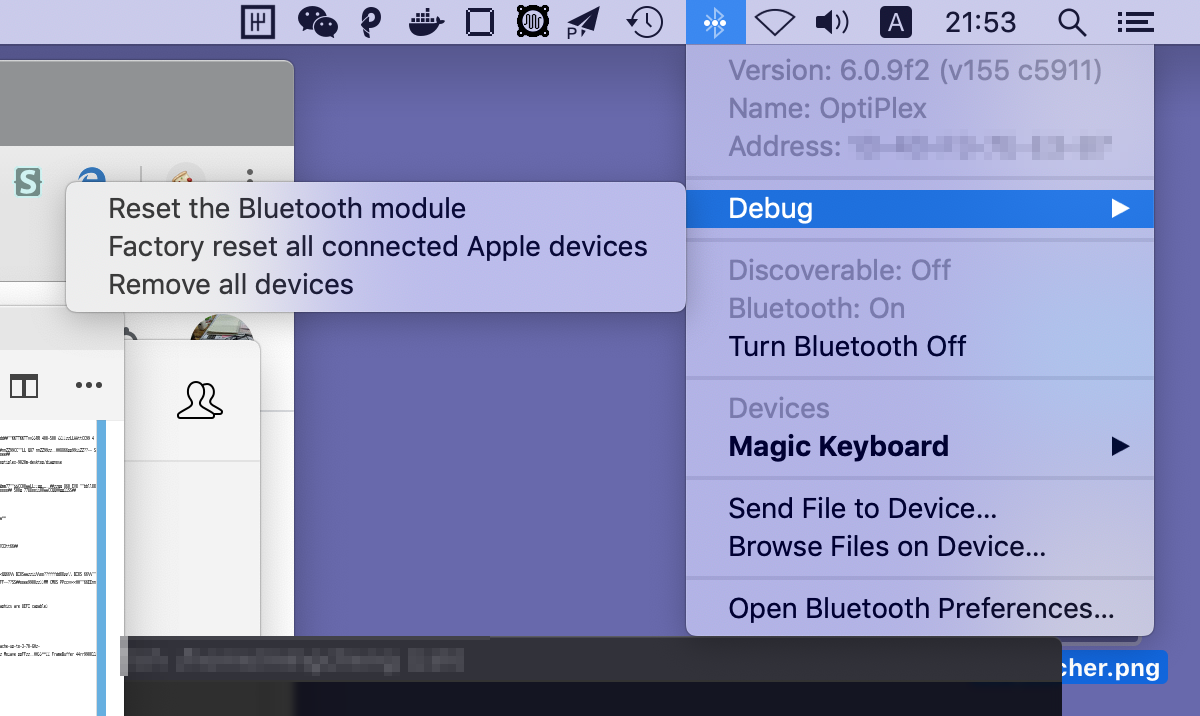 P
A
21:53
Version: 6.0.9f2 (v155 c5911)
Name: OptiPlex
Address:
S
Debug
Reset the Bluetooth module
Factory reset all connected Apple devices
Remove all devices
Discoverable: Off
Bluetooth: On
Turn Bluetooth Off
Devices
Magic Keyboard
Send File to Device...
Browse Files on Device...
Open Bluetooth Preferences...
cher.png